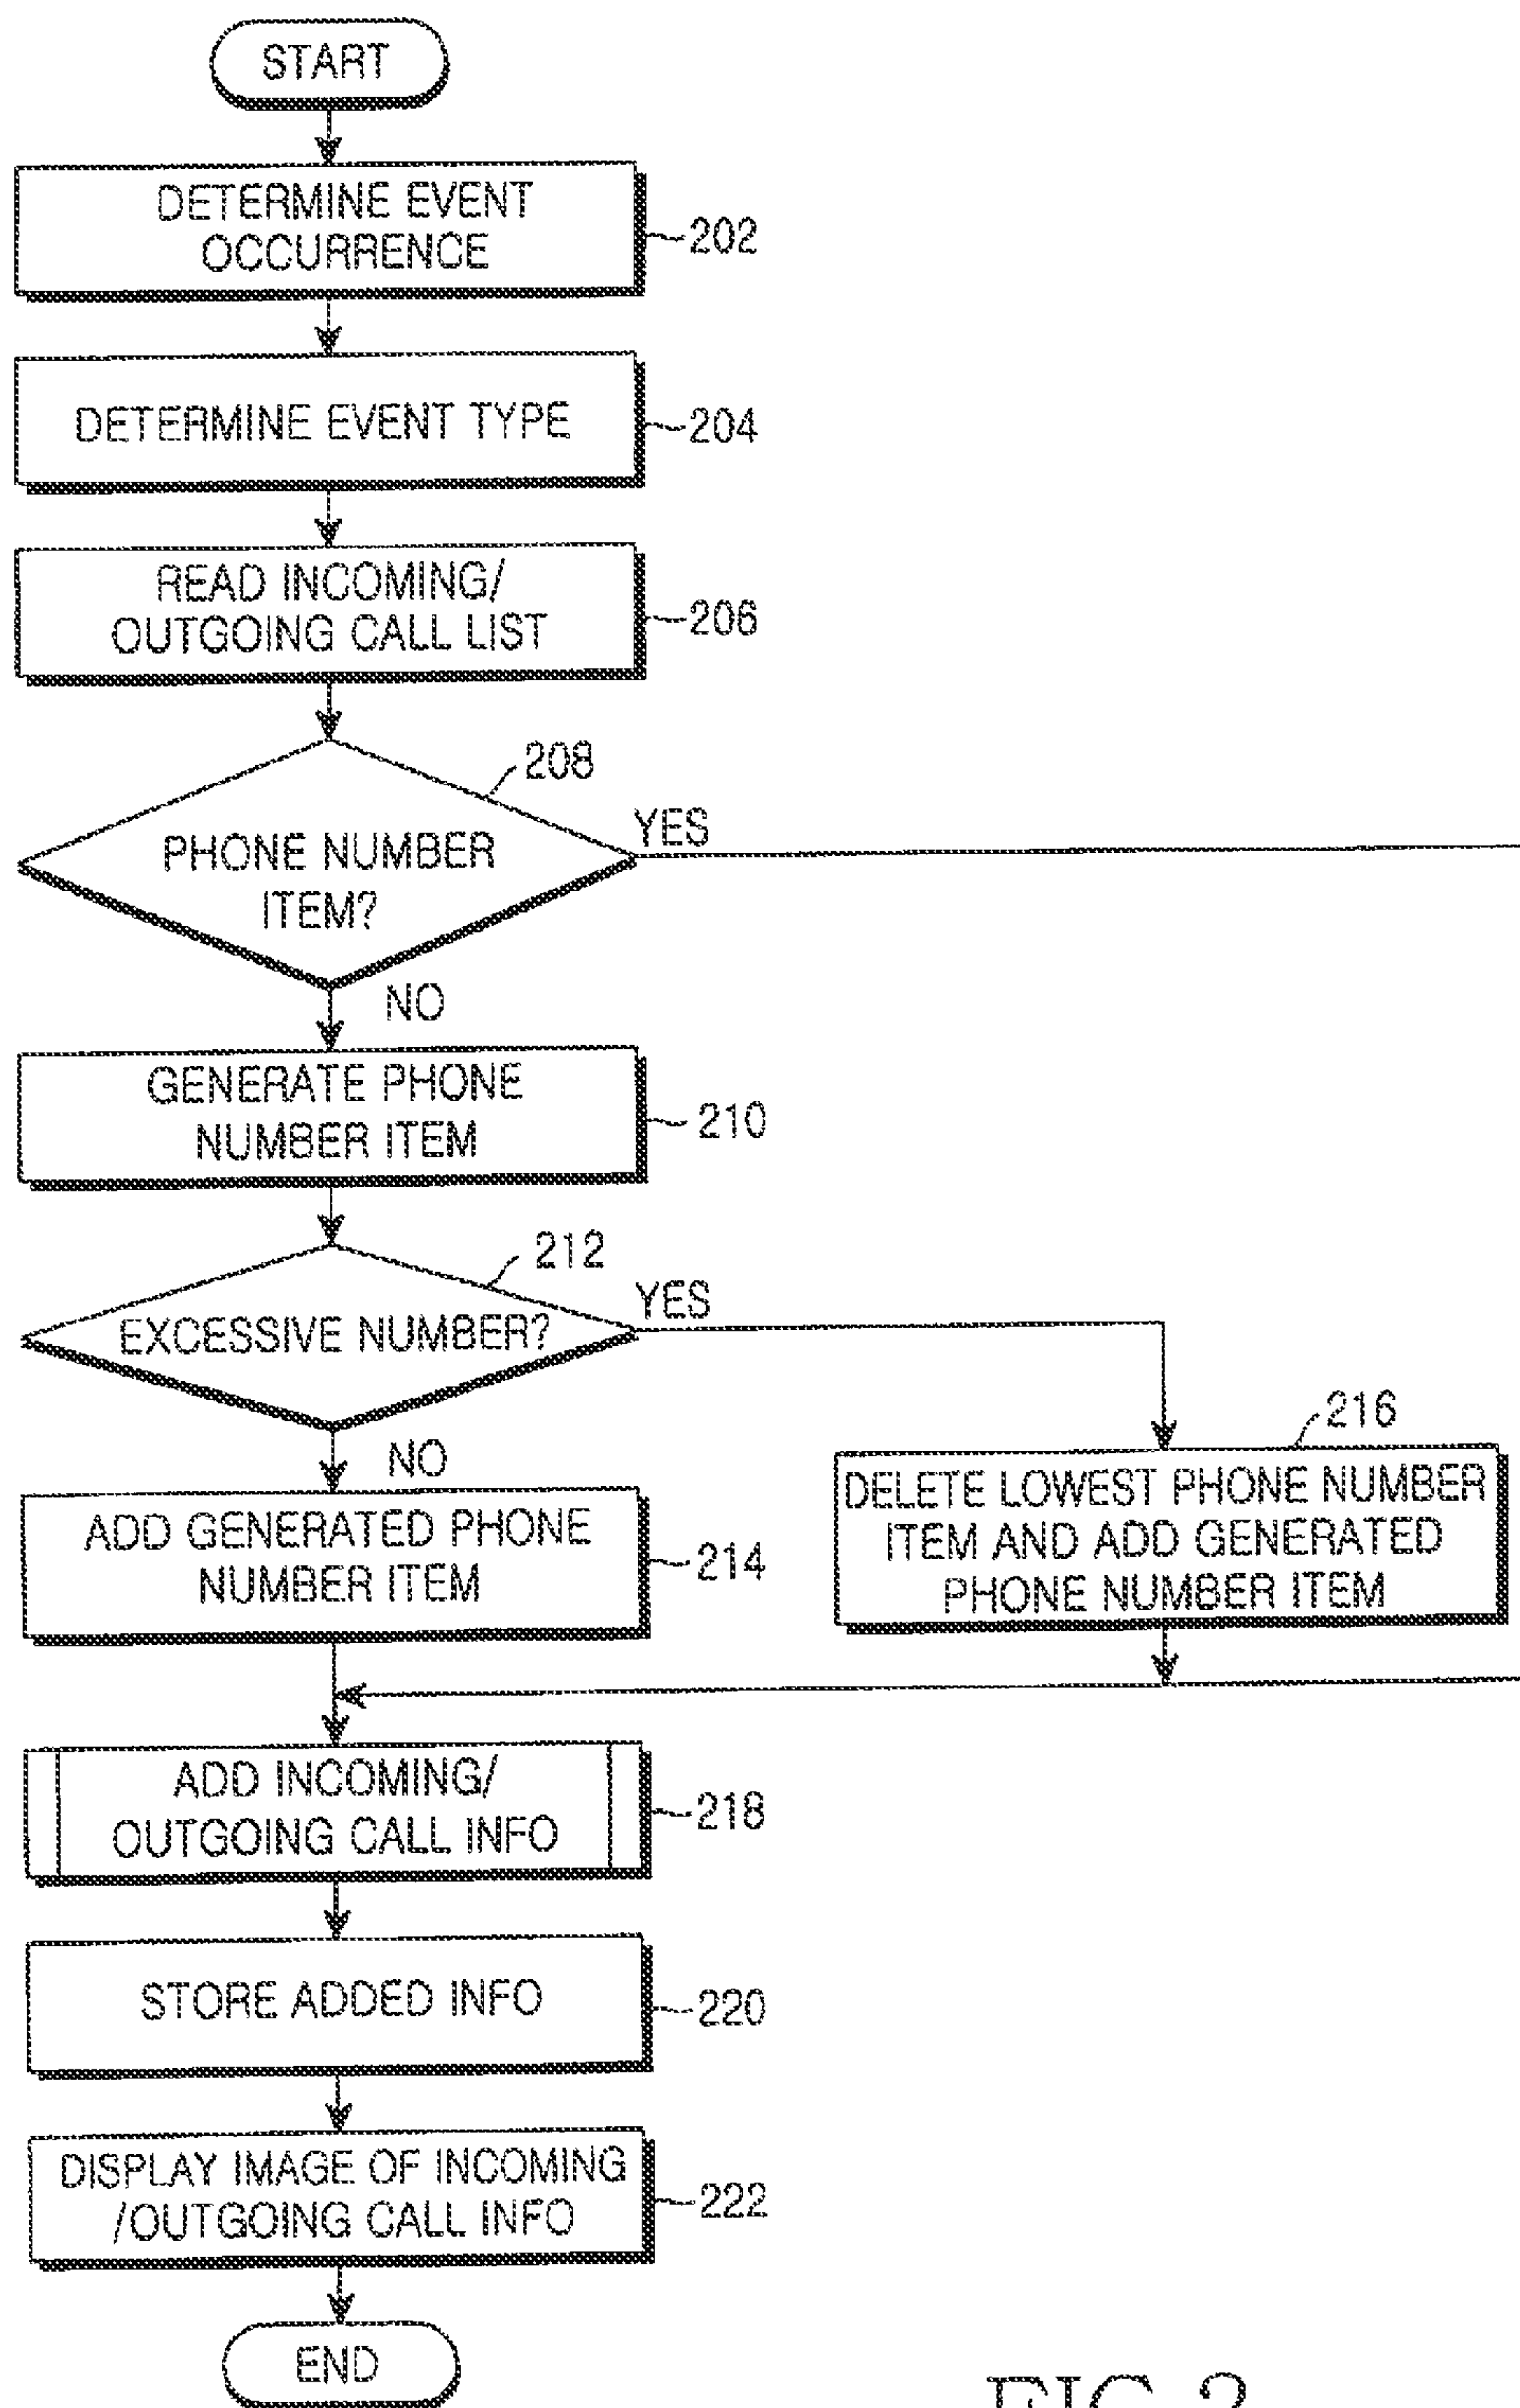 START
DETERMINE EVENT
OCCURRENCE
202
DETERMINE EVENT TYPE
204
READ INCOMING/
OUTGOING CALL LIST
206
208
PHONE NUMBER
ITEM?
YES
NO
GENERATE PHONE
NUMBER ITEM
210
212
EXCESSIVE NUMBER?
YES
NO
216
DELETE LOWEST PHONE NUMBER
ITEM AND ADD GENERATED
PHONE NUMBER ITEM
ADD GENERATED PHONE
NUMBER ITEM
214
ADD INCOMING/
OUTGOING CALL INFO
218
STORE ADDED INFO
220
DISPLAY IMAGE OF INCOMING
/OUTGOING CALL INFO
222
END
FIG. 2